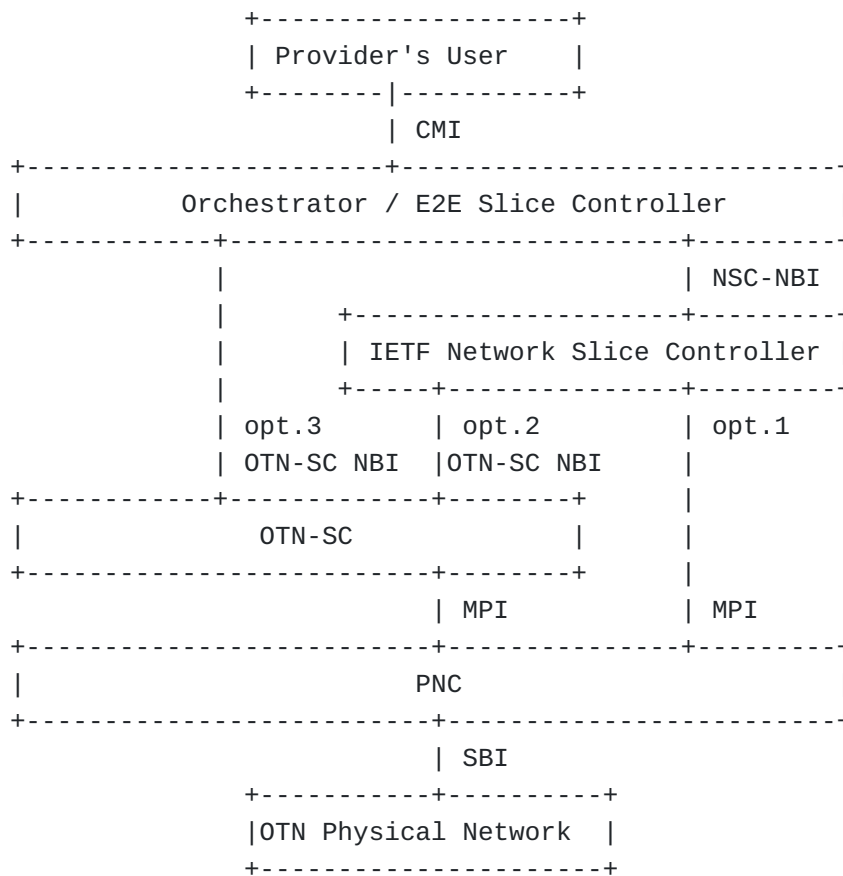 Provider's User
CMI
Orchestrator / E2E Slice Controller
NSC-NBI
IETF Network Slice Controller
opt.3 opt.2 opt.1
OTN-SC NBI OTN-SC NBI
OTN-SC
MPI MPI
PNC
SBI
OTN Physical Network